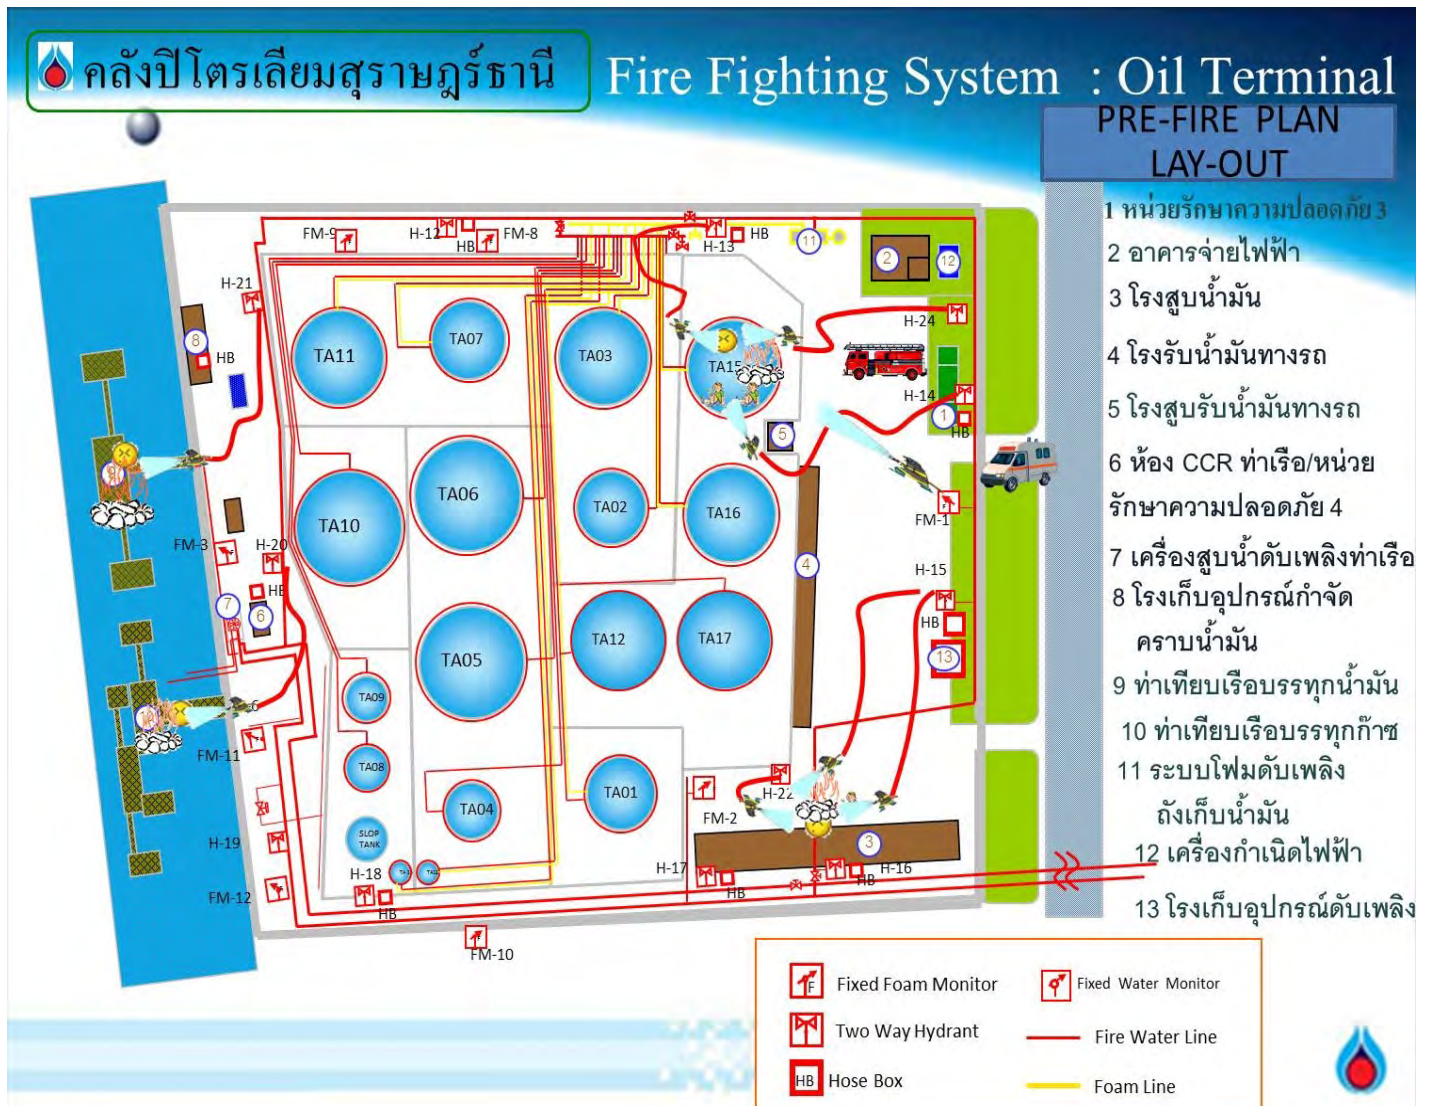 คลังปิโตรเลียมสุราษฎร์ธานี
Fire Fighting System : Oil Terminal
PRE-FIRE PLAN
LAY-OUT
1 หน่วยรักษาความปลอดภัย 3
2 อาคารจ่ายไฟฟ้า
3 โรงสูบน้ำมัน
4 โรงรับน้ำมันทางรถ
5 โรงสูบรับน้ำมันทางรถ
6 ห้อง CCR ท่าเรือ/หน่วย
รักษาความปลอดภัย 4
7 เครื่องสูบน้ำดับเพลิงท่าเรือ
8 โรงเก็บอุปกรณ์กำจัด
คราบน้ำมัน
9 ท่าเทียบเรือบรรทุกน้ำมัน
10 ท่าเทียบเรือบรรทุกก๊าซ
11 ระบบโฟมดับเพลิง
ถังเก็บน้ำมัน
12 เครื่องกำเนิดไฟฟ้า
13 โรงเก็บอุปกรณ์ดับเพลิง
FM-9
H-12
HB
FM-8
H-13
HB
11
2
12
H-21
8
HB
TA11
TA07
TA03
TA15
H-24
H-14
1
HB
5
TA10
TA06
TA02
TA16
FM-1
4
FM-3
H-20
HB
7
6
H-15
HB
13
TA05
TA12
TA17
TA09
FM-11
TA08
TA04
TA01
H-22
FM-2
SLOP
TANK
H-19
3
H-18
H-17
H-16
HB
HB
HB
FM-12
FM-10
F Fixed Foam Monitor
Fixed Water Monitor
Two Way Hydrant
Fire Water Line
HB Hose Box
Foam Line